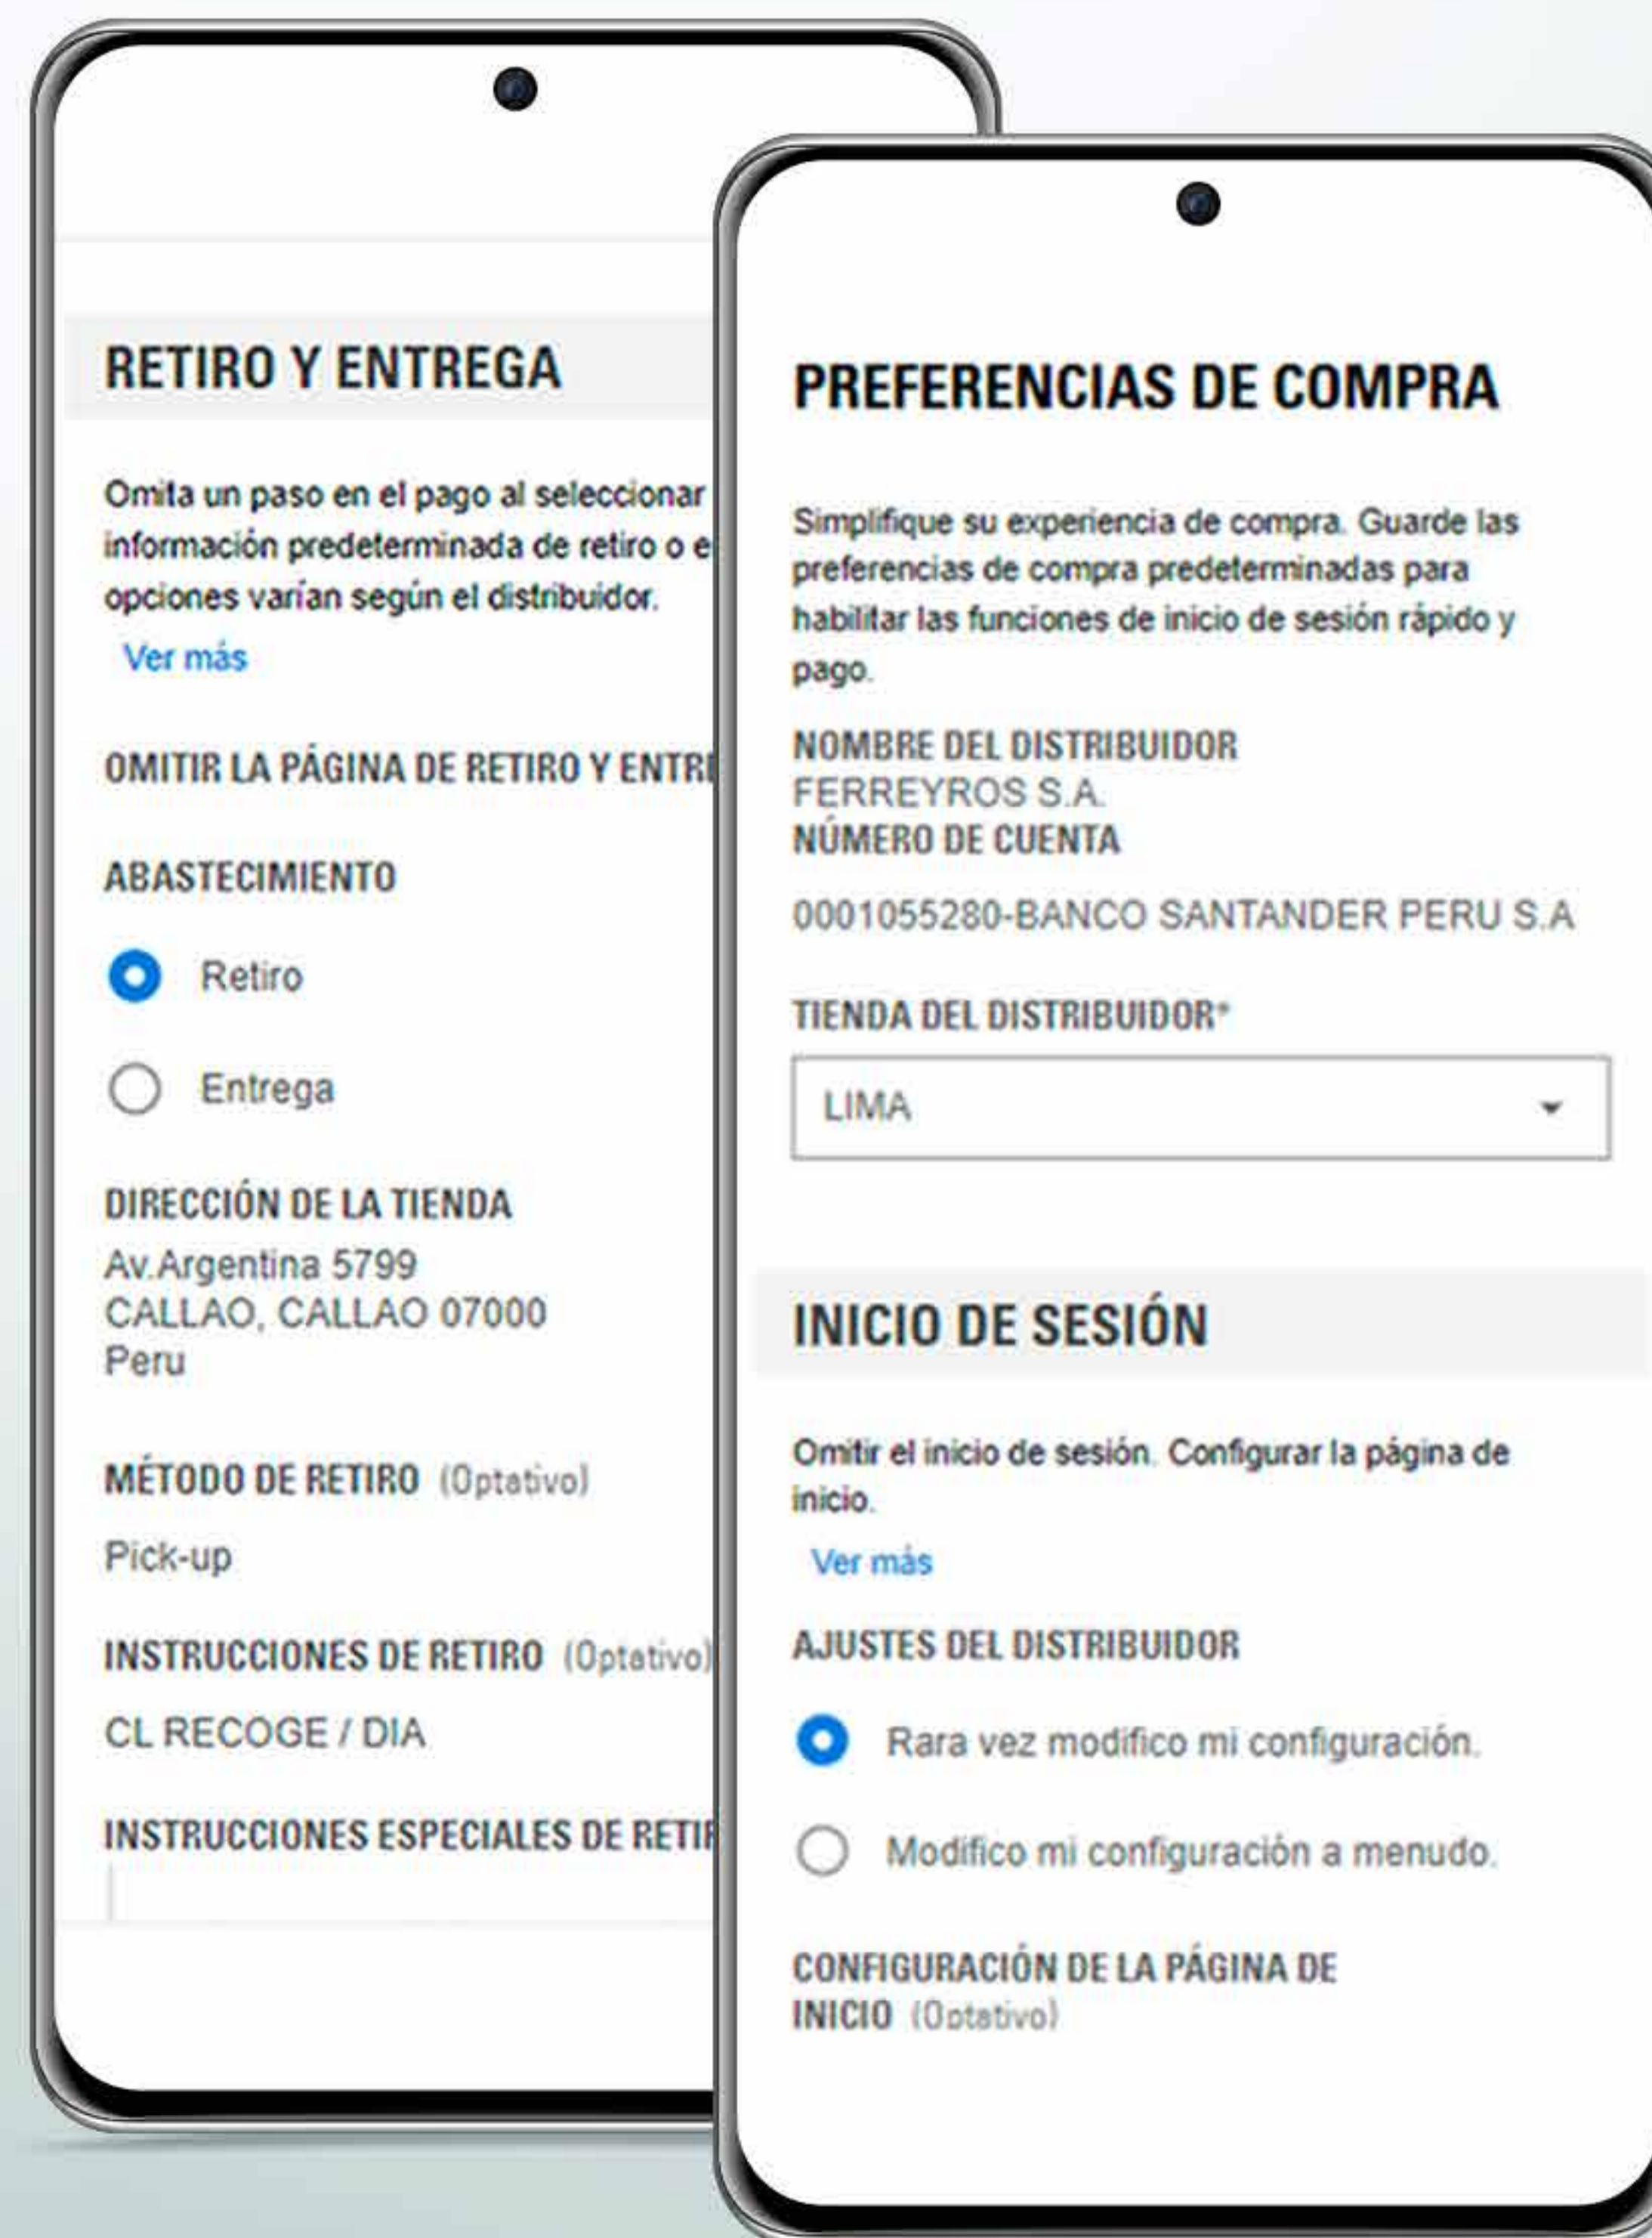 RETIRO Y ENTREGA
Omita un paso en el pago al seleccionar
información predeterminada de retiro o e
opciones varían según el distribuidor.
Ver más
OMITIR LA PÁGINA DE RETIRO Y ENTR
ABASTECIMIENTO
Retiro
Entrega
DIRECCIÓN DE LA TIENDA
Av.Argentina 5799
CALLAO, CALLAO 07000
Peru
MÉTODO DE RETIRO (Optativo)
Pick-up
INSTRUCCIONES DE RETIRO (Optativo)
CL RECOGE / DIA
INSTRUCCIONES ESPECIALES DE RETI
PREFERENCIAS DE COMPRA
Simplifique su experiencia de compra. Guarde las
preferencias de compra predeterminadas para
habilitar las funciones de inicio de sesión rápido y
pago.
NOMBRE DEL DISTRIBUIDOR
FERREYROS S.A.
NÚMERO DE CUENTA
0001055280-BANCO SANTANDER PERU S.A
TIENDA DEL DISTRIBUIDOR*
LIMA
INICIO DE SESIÓN
Omitir el inicio de sesión. Configurar la página de
inicio.
Ver más
AJUSTES DEL DISTRIBUIDOR
Rara vez modifico mi configuración.
Modifico mi configuración a menudo.
CONFIGURACIÓN DE LA PÁGINA DE
INICIO (Optativo)